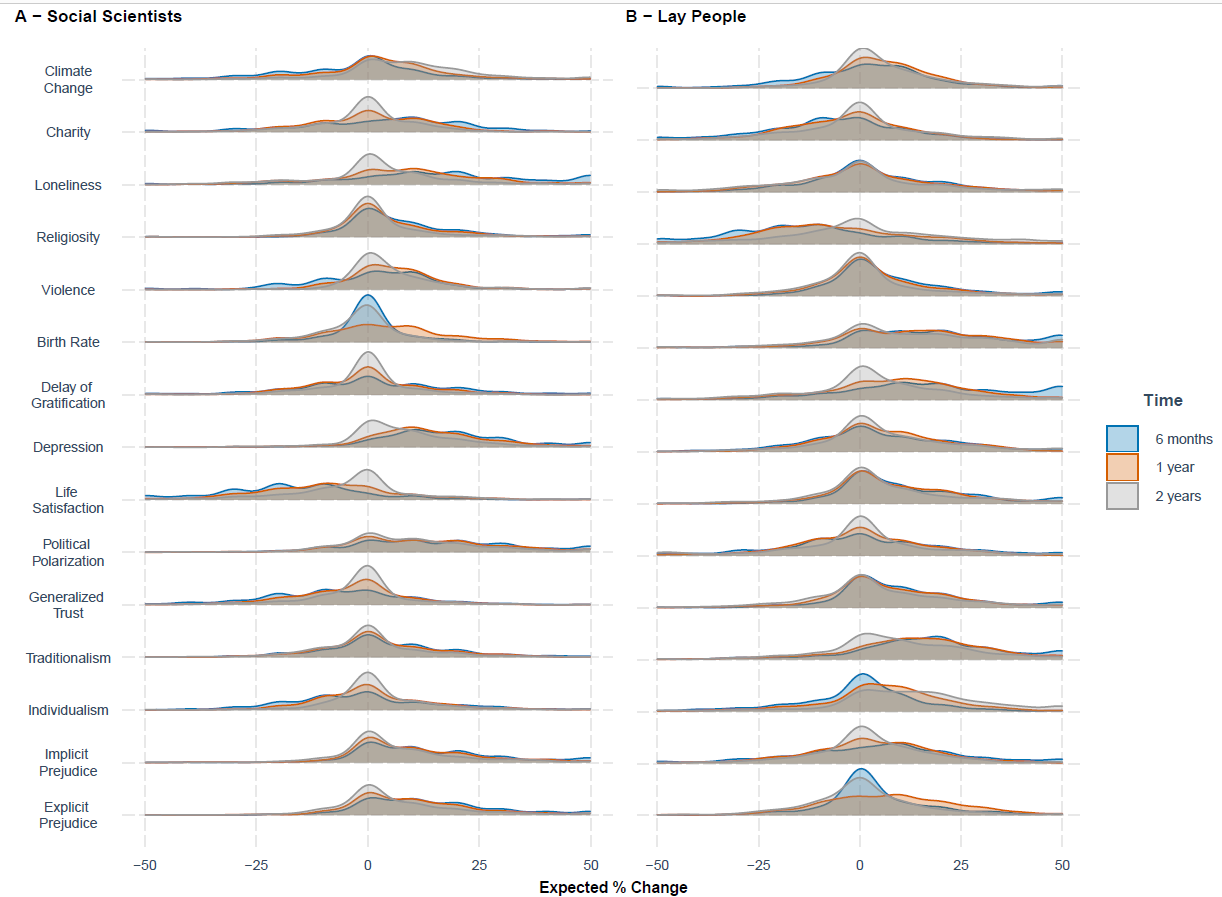 A − Social Scientists
B − Lay People
Climate
Change
Charity
Loneliness
Religiosity
Violence
Birth Rate
Delay of
Gratification
Depression
Life
Satisfaction
Political
Polarization
Generalized
Trust
Traditionalism
Individualism
Implicit
Prejudice
Explicit
Prejudice
Time
6 months
1 year
2 years
−50 −25 0 25 50
−50 −25 0 25 50
Expected % Change